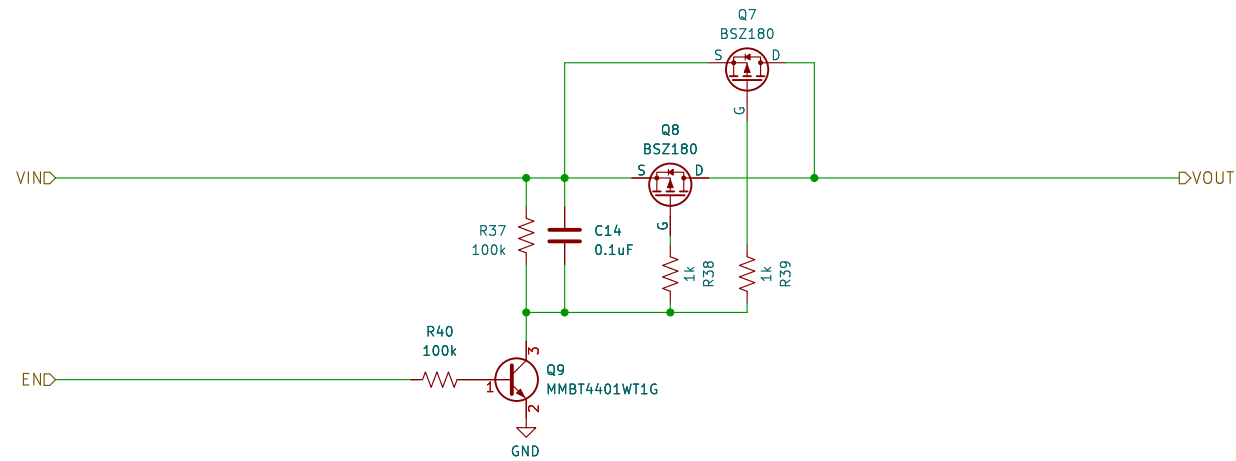 Q7
BSZ180
S
D
G
Q8
BSZ180
VIN
S
D
VOUT
G
R37
100k
C14
0.1uF
1k
R38
1k
R39
R40
100k
3
EN
1
Q9
MMBT4401WT1G
2
GND